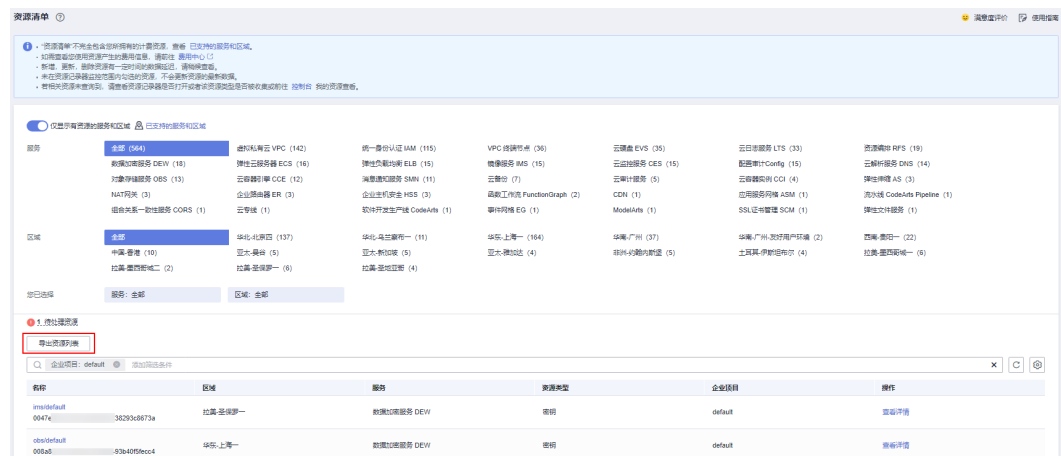 资源清单
满意度评价 使用指南
“资源清单”不完全包含您所拥有的计费资源，查看 已支持的服务和区域。
如需查看您使用资源产生的费用信息，请前往 费用中心
新增、更新、删除资源有一定时间的数据延迟，请稍候查看。
未在资源记录器监控范围内勾选的资源，不会更新资源的最新数据。
若相关资源未查询到，请查看资源记录器是否打开或者该资源类型是否被收集或前往 控制台 我的资源查看。
仅显示有资源的服务和区域 已支持的服务和区域
服务 全部 (564) 虚拟私有云 VPC (142) 统一身份认证 IAM (115) VPC 终端节点 (36) 云硬盘 EVS (35) 云日志服务 LTS (33) 资源编排 RFS (19)
数据加密服务 DEW (18) 弹性云服务器 ECS (16) 弹性负载均衡 ELB (15) 镜像服务 IMS (15) 云监控服务 CES (15) 配置审计Config (15) 云解析服务 DNS (14)
对象存储服务 OBS (13) 云容器引擎 CCE (12) 消息通知服务 SMN (11) 云备份 (7) 云审计服务 (5) 云容器实例 CCI (4) 弹性伸缩 AS (3)
NAT网关 (3) 企业路由器 ER (3) 企业主机安全 HSS (3) 函数工作流 FunctionGraph (2) CDN (1) 应用服务网格 ASM (1) 流水线 CodeArts Pipeline (1)
组合关系一致性服务 CORS (1) 云专线 (1) 软件开发生产线 CodeArts (1) 事件网格 EG (1) ModelArts (1) SSL证书管理 SCM (1) 弹性文件服务 (1)
区域 全部 华北-北京四 (137) 华北-乌兰察布一 (11) 华东-上海一 (164) 华南-广州 (37) 华南-广州-友好用户环境 (2) 西南-贵阳一 (22)
中国-香港 (10) 亚太-曼谷 (5) 亚太-新加坡 (5) 亚太-雅加达 (4) 非洲-约翰内斯堡 (5) 土耳其-伊斯坦布尔 (4) 拉美-墨西哥城一 (6)
拉美-墨西哥城二 (2) 拉美-圣保罗一 (6) 拉美-圣地亚哥 (4)
您已选择 服务：全部 区域：全部
1 待处理资源
导出资源列表
企业项目：default 添加筛选条件
名称 区域 服务 资源类型 企业项目 操作
ims/default
0047e 38293c8673a 拉美-圣保罗一 数据加密服务 DEW 密钥 default 查看详情
obs/default
008a8 -93b40f5fecc4 华东-上海一 数据加密服务 DEW 密钥 default 查看详情